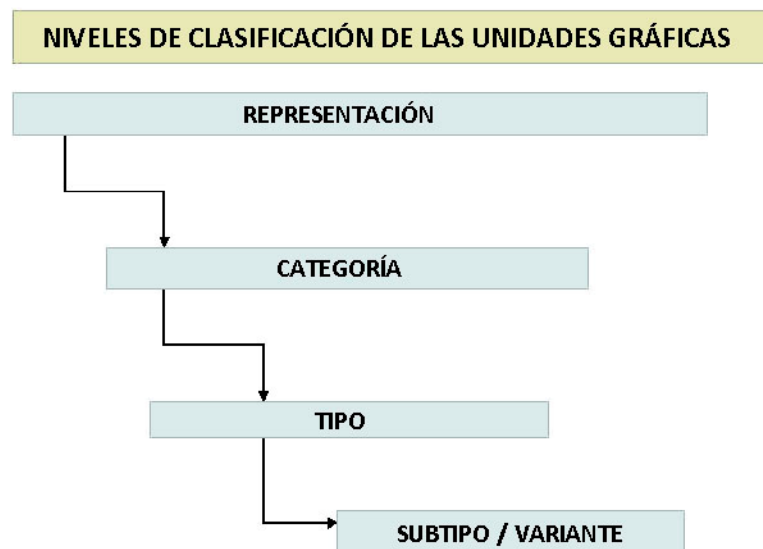 NIVELES DE CLASIFICACIÓN DE LAS UNIDADES GRÁFICAS
REPRESENTACIÓN
CATEGORÍA
TIPO
SUBTIPO / VARIANTE